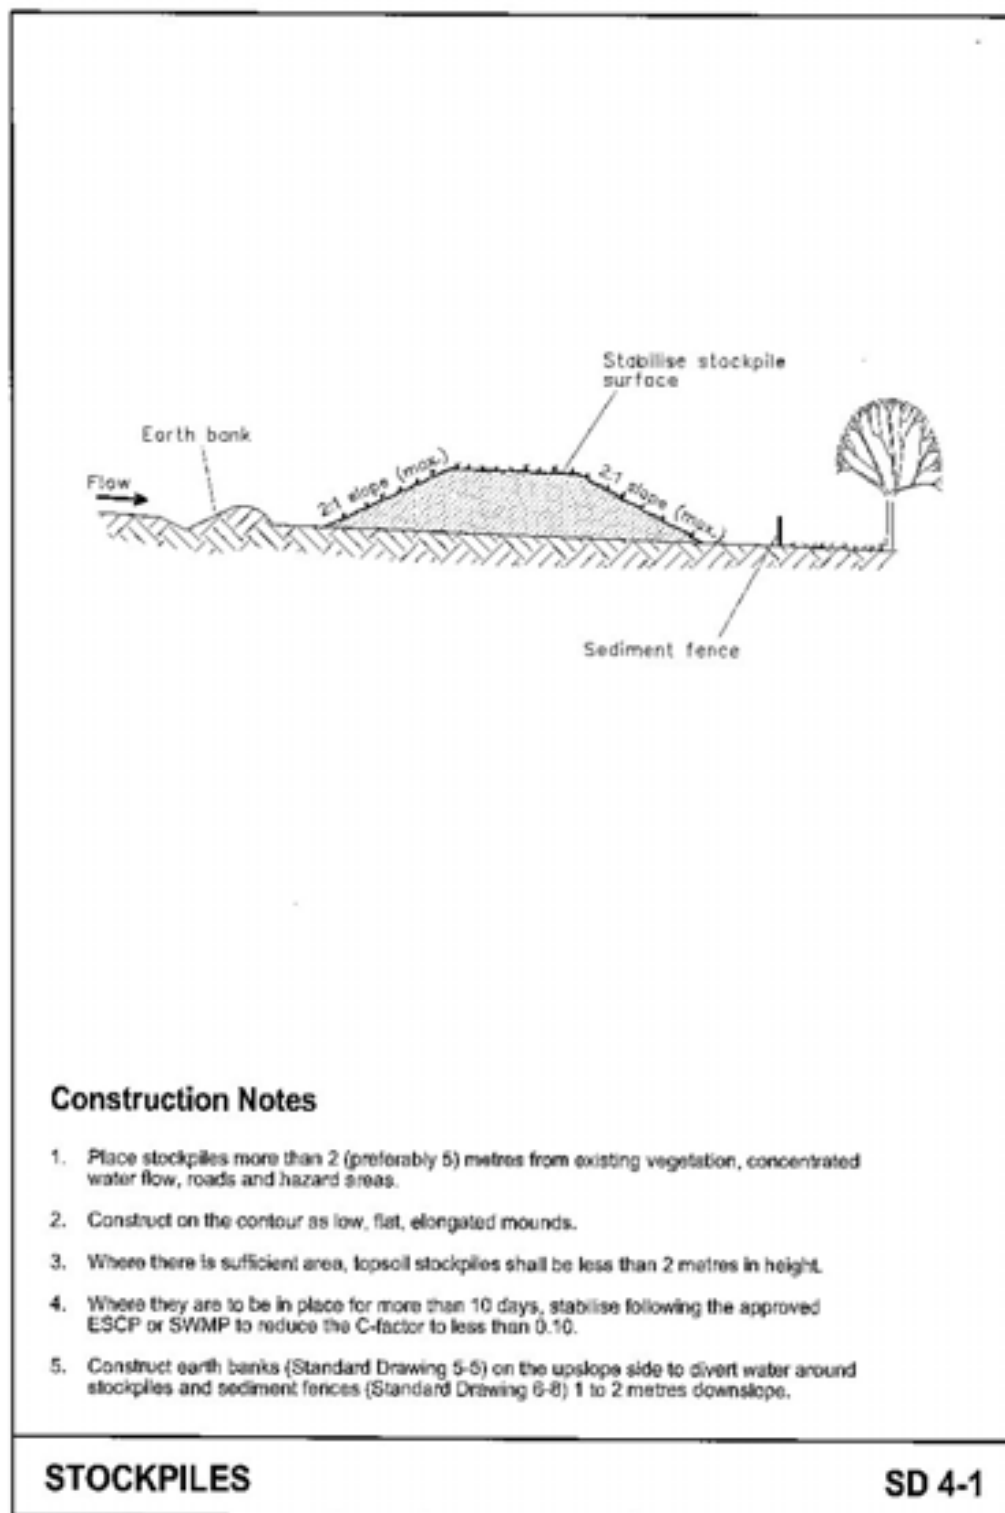 Stabilise stockpile
surface
Earth bank
Flow
2:1 slope (max.)
2:1 slope (max.)
Sediment fence
Construction Notes
1. Place stockpiles more than 2 (preferably 5) metres from existing vegetation, concentrated
water flow, roads and hazard areas.
2. Construct on the contour as low, flat, elongated mounds.
3. Where there is sufficient area, topsoil stockpiles shall be less than 2 metres in height.
4. Where they are to be in place for more than 10 days, stabilise following the approved
ESCP or SWMP to reduce the C-factor to less than 0.10.
5. Construct earth banks (Standard Drawing 5-5) on the upslope side to divert water around
stockpiles and sediment fences (Standard Drawing 6-8) 1 to 2 metres downslope.
STOCKPILES SD 4-1